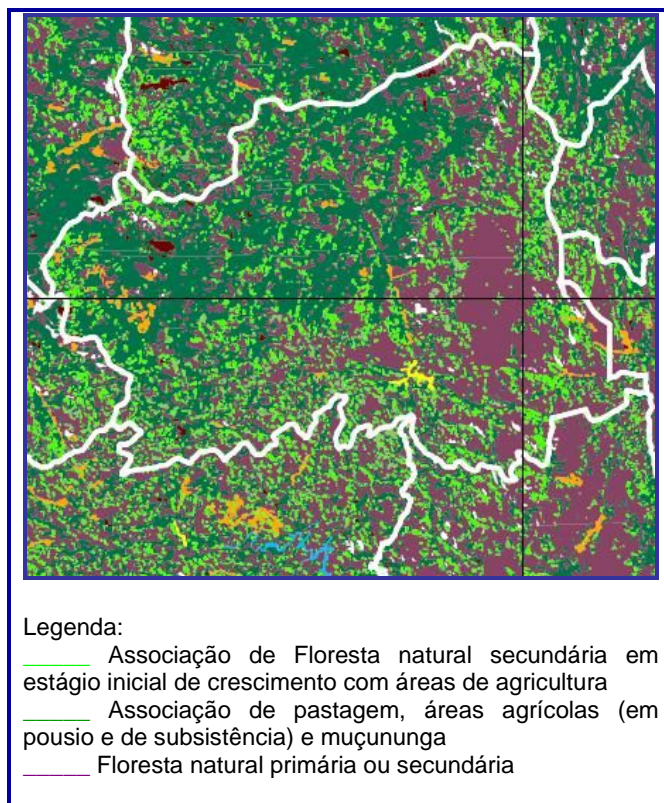 Legenda:
_____ Associação de Floresta natural secundária em
estágio inicial de crescimento com áreas de agricultura
_____ Associação de pastagem, áreas agrícolas (em
pousio e de subsistência) e muçununga
_____ Floresta natural primária ou secundária